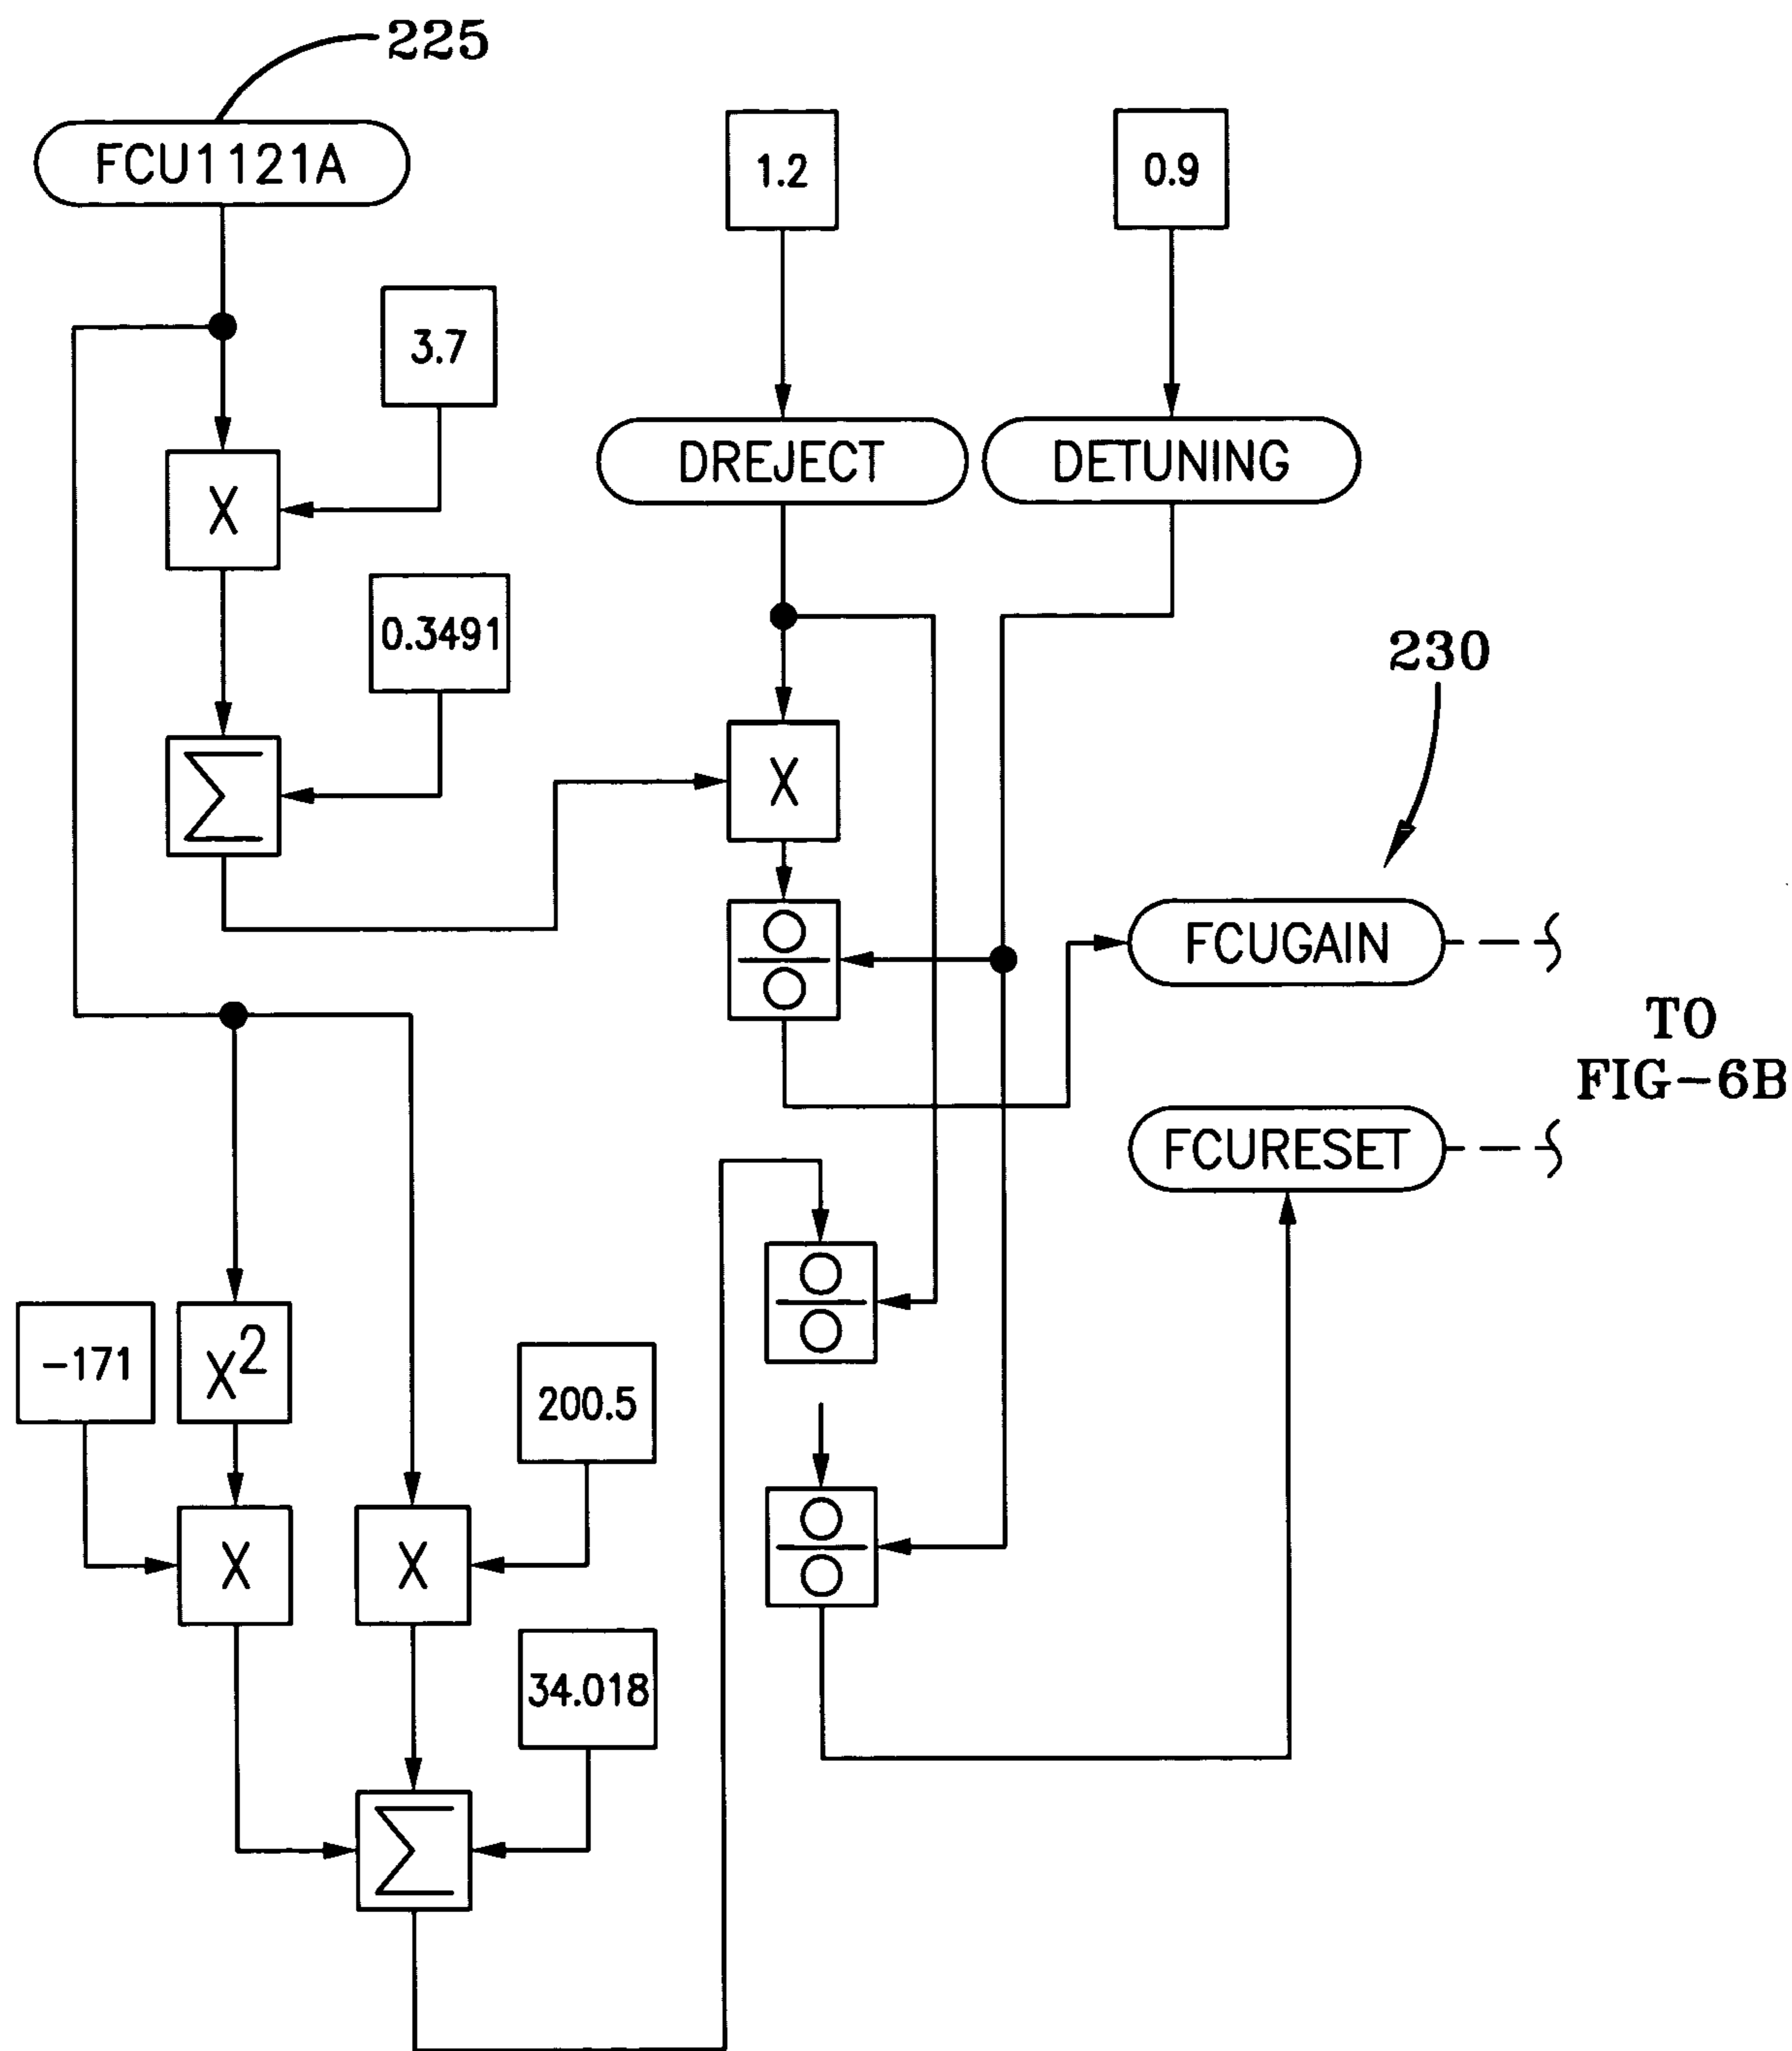 225
FCU1121A
1.2
0.9
3.7
DREJECT
DETUNING
X
0.3491
230
Σ
X
FCUGAIN
TO
FIG-6B
FCURESET
-171
X²
200.5
X
X
34.018
Σ